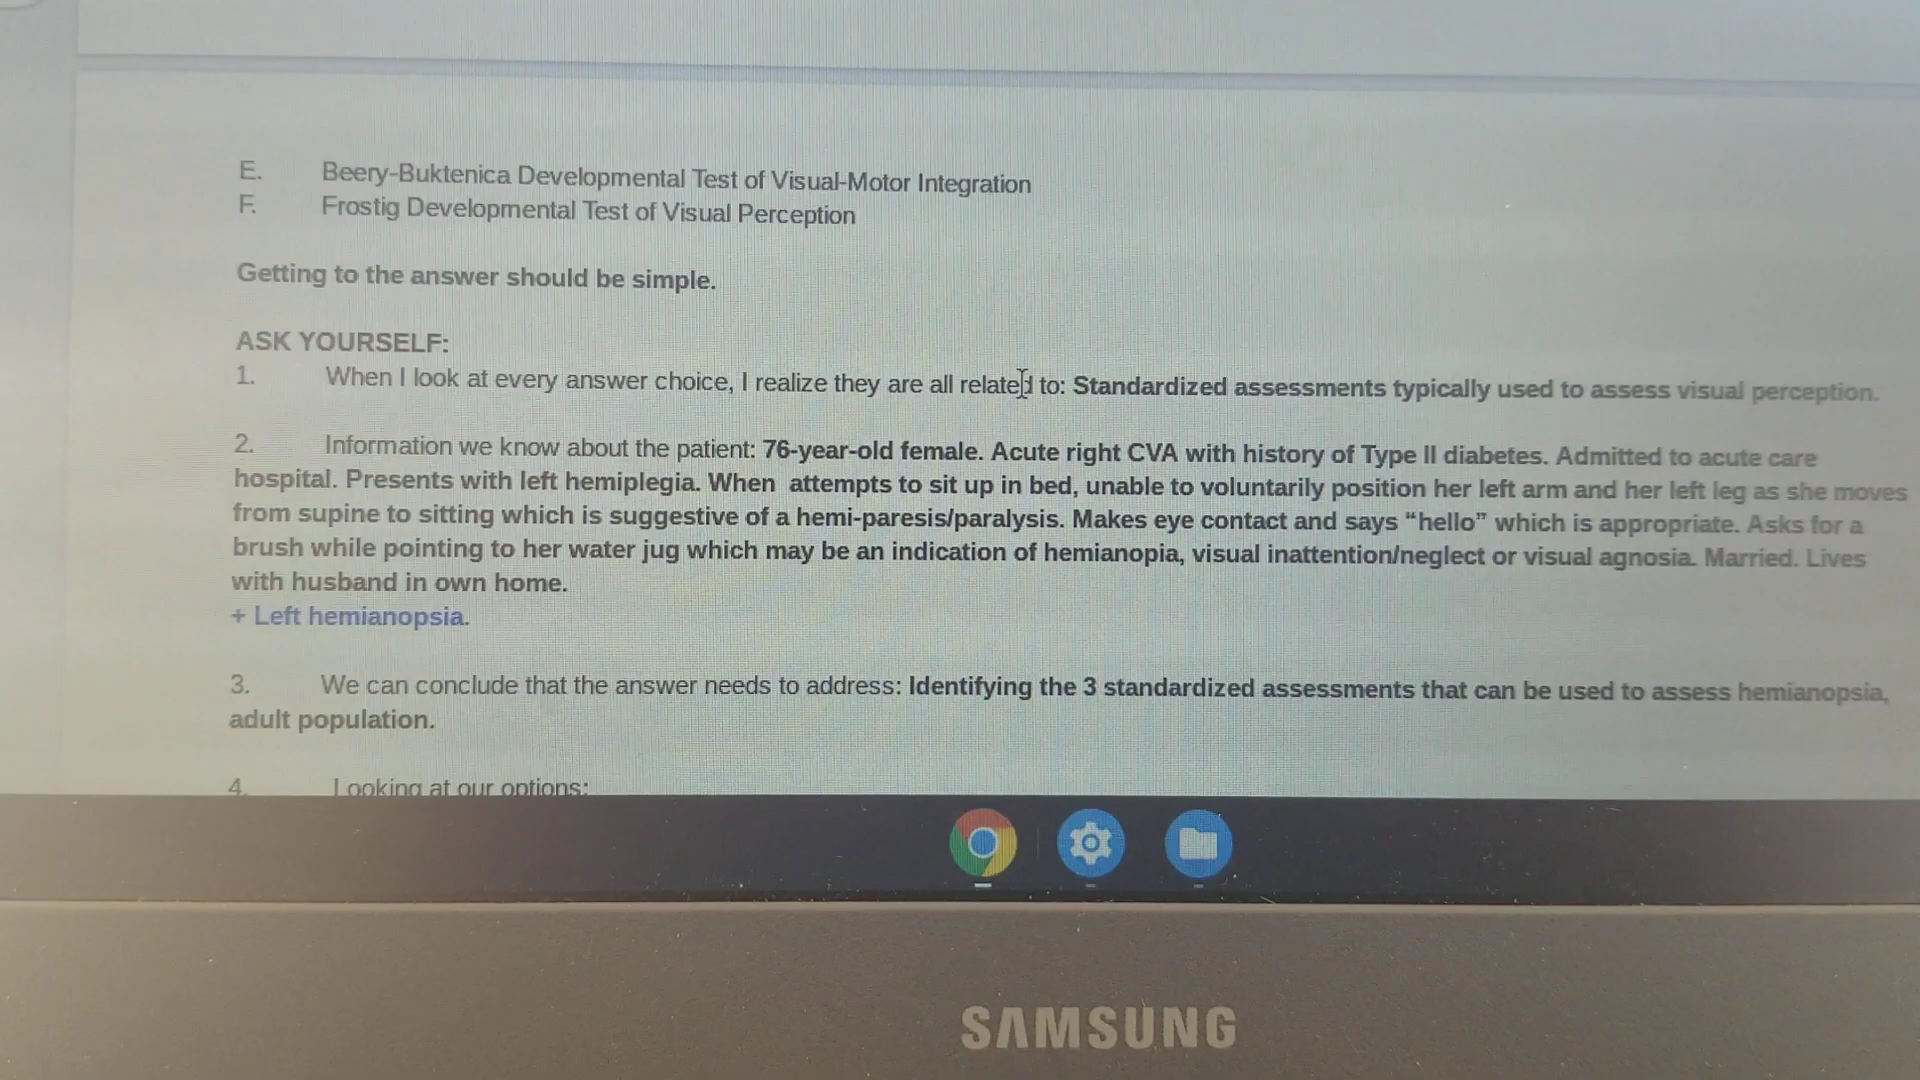 E. Beery-Buktenica Developmental Test of Visual-Motor Integration
F. Frostig Developmental Test of Visual Perception
Getting to the answer should be simple.
ASK YOURSELF:
1. When I look at every answer choice, I realize they are all related to: Standardized assessments typically used to assess visual perception.
2. Information we know about the patient: 76-year-old female. Acute right CVA with history of Type II diabetes. Admitted to acute care
hospital. Presents with left hemiplegia. When attempts to sit up in bed, unable to voluntarily position her left arm and her left leg as she moves
from supine to sitting which is suggestive of a hemi-paresis/paralysis. Makes eye contact and says “hello” which is appropriate. Asks for a
brush while pointing to her water jug which may be an indication of hemianopia, visual inattention/neglect or visual agnosia. Married. Lives
with husband in own home.
+ Left hemianopsia.
3. We can conclude that the answer needs to address: Identifying the 3 standardized assessments that can be used to assess hemianopsia,
adult population.
4. Looking at our options:
SAMSUNG